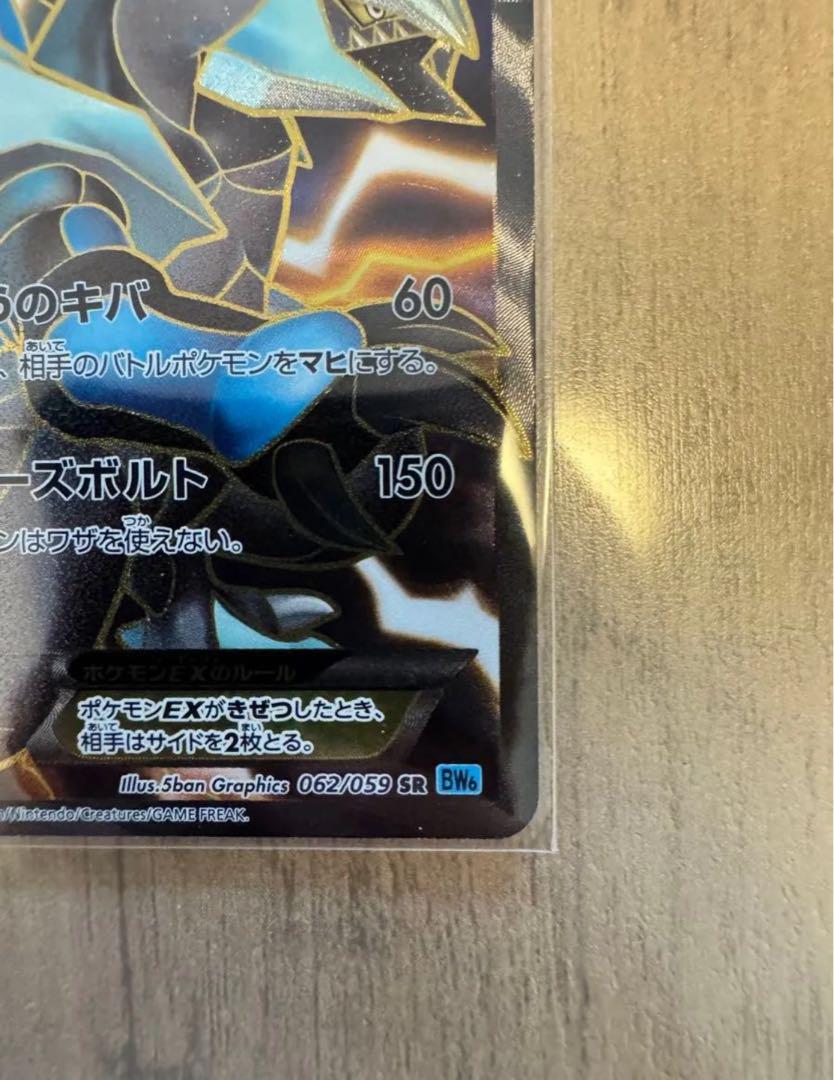 うのキバ 60
、相手のバトルポケモンをマヒにする。
ーズボルト 150
ンはワザを使えない。
ポケモンEXのルール
ポケモンEXがきぜつしたとき、
相手はサイドを2枚とる。
Illus.5ban Graphics 062/059 SR BW6
/Nintendo/Creatures/GAME FREAK.